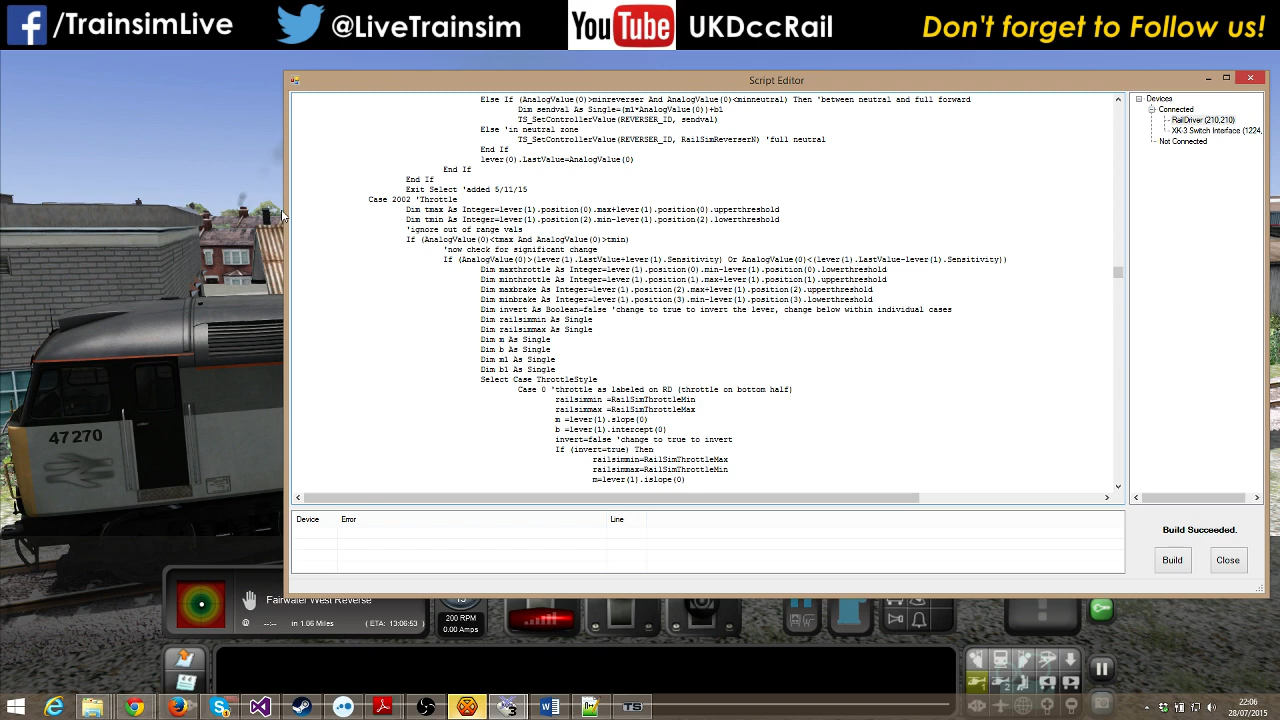 /TrainsimLive
@LiveTrainsim
YouTube
UKDccRail
Don't forget to Follow us!
Script Editor
Else If (AnalogValue(0)>minreverser And AnalogValue(0)<minneutral) Then 'between neutral and full forward
Dim sendval As Single=(m1*AnalogValue(0))+b1
TS_SetControllerValue(REVERSER_ID, sendval)
Else 'in neutral zone
TS_SetControllerValue(REVERSER_ID, RailSimReverserN) 'full neutral
End If
lever(0).LastValue=AnalogValue(0)
End If
End If
Exit Select 'added 5/11/15
Case 2002 'Throttle
Dim tmax As Integer=lever(1).position(0).max+lever(1).position(0).upperthreshold
Dim tmin As Integer=lever(1).position(2).min-lever(1).position(2).lowerthreshold
'ignore out of range vals
If (AnalogValue(0)<tmax And AnalogValue(0)>tmin)
'now check for significant change
If (AnalogValue(0)>(lever(1).LastValue+lever(1).Sensitivity) Or AnalogValue(0)<(lever(1).LastValue-lever(1).Sensitivity))
Dim maxthrottle As Integer=lever(1).position(0).min-lever(1).position(0).lowerthreshold
Dim minthrottle As Integer=lever(1).position(1).max+lever(1).position(1).upperthreshold
Dim maxbrake As Integer=lever(1).position(2).max+lever(1).position(2).upperthreshold
Dim minbrake As Integer=lever(1).position(3).min-lever(1).position(3).lowerthreshold
Dim invert As Boolean=false 'change to true to invert the lever, change below within individual cases
Dim railsimmin As Single
Dim railsimmax As Single
Dim m As Single
Dim b As Single
Dim m1 As Single
Dim b1 As Single
Select Case ThrottleStyle
Case 0 'throttle as labeled on RD (throttle on bottom half)
railsimmin =RailSimThrottleMin
railsimmax =RailSimThrottleMax
m =lever(1).slope(0)
b =lever(1).intercept(0)
invert=false 'change to true to invert
If (invert=true) Then
railsimmin=RailSimThrottleMax
railsimmax=RailSimThrottleMin
m=lever(1).islope(0)
Devices
Connected
RailDriver (210,210)
XK-3 Switch Interface (1224,
Not Connected
Device Error Line
Build Succeeded.
Build Close
47270
Fairwater West Reverse
@ --:-- in 1.06 Miles ( ETA: 13:06:53 )
200 RPM
0.00 Amps
TS
22:06
28/07/2015